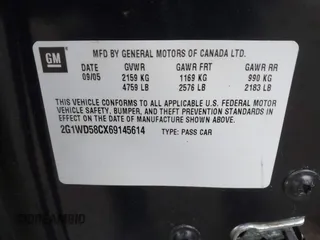 GM
MFD BY GENERAL MOTORS OF CANADA LTD.
DATE GVWR GAWR FRT GAWR RR
09/05 2159 KG 1169 KG 990 KG
4759 LB 2576 LB 2183 LB
THIS VEHICLE CONFORMS TO ALL APPLICABLE U.S. FEDERAL MOTOR
VEHICLE SAFETY, BUMPER, AND THEFT PREVENTION STANDARDS IN
EFFECT ON THE DATE OF MANUFACTURE SHOWN ABOVE.
2G1WD58CX69145614 TYPE: PASS CAR